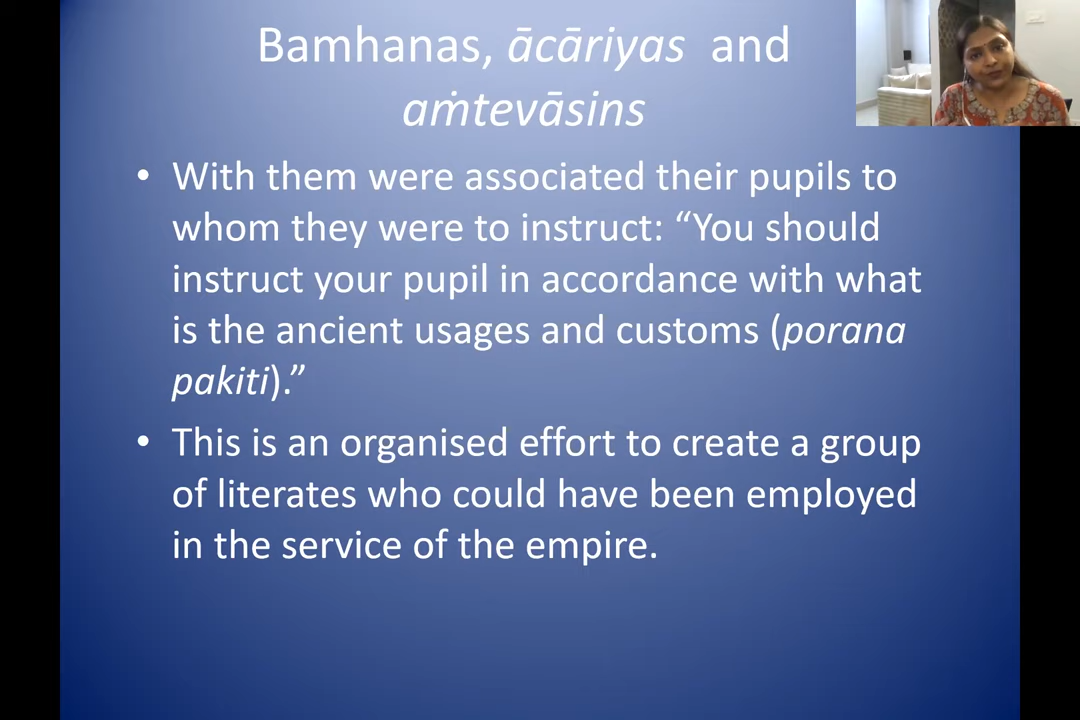 Bamhanas, ācāriyas and
aṁtevāsins
• With them were associated their pupils to
whom they were to instruct: “You should
instruct your pupil in accordance with what
is the ancient usages and customs (porana
pakiti).”
• This is an organised effort to create a group
of literates who could have been employed
in the service of the empire.